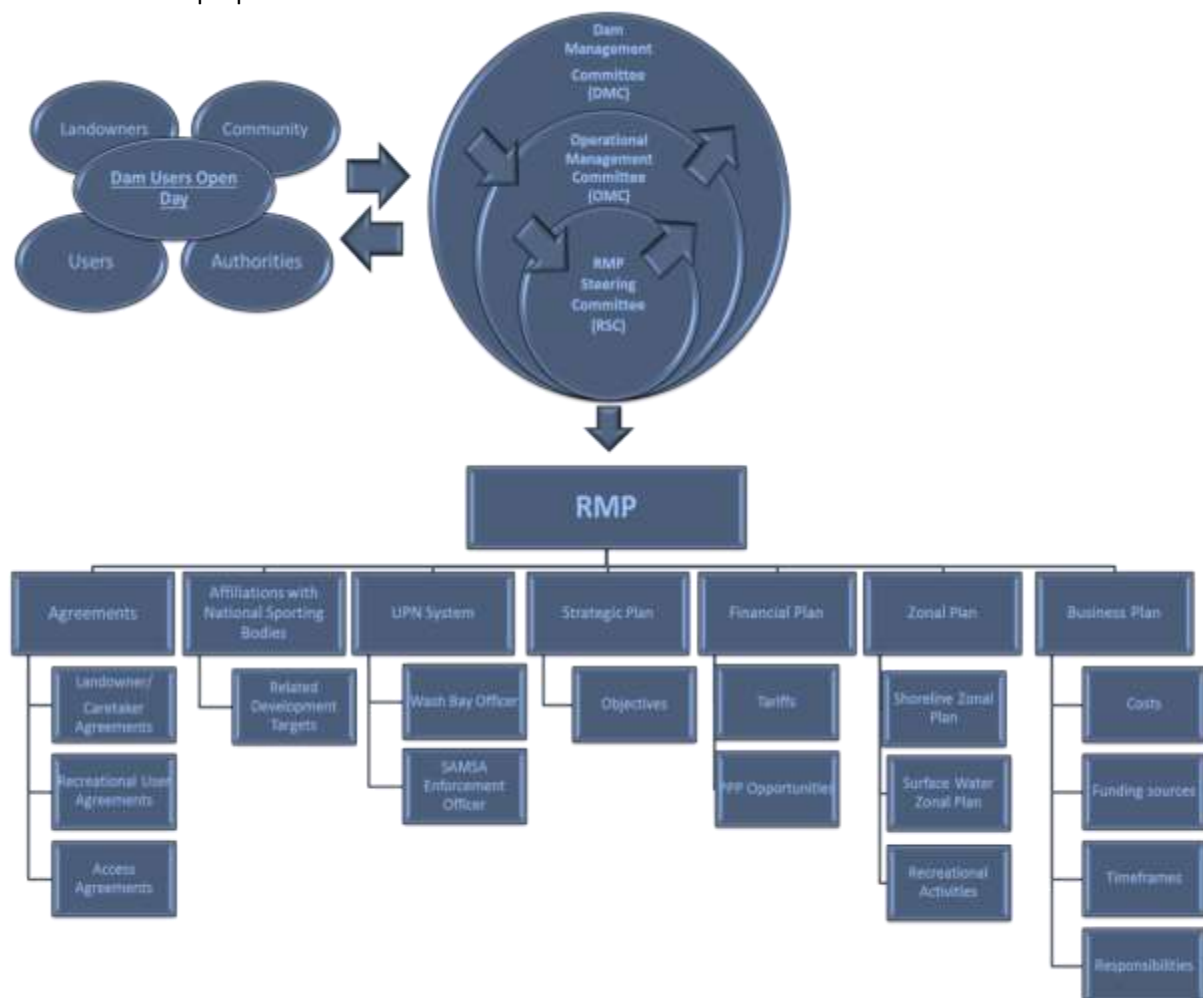 Dam
Management
Committee
(DMC)
Landowners
Community
Dam Users Open
Day
Users
Authorities
Operational
Management
Committee
(OMC)
RMP
Steering
Committee
(RSC)
RMP
Agreements
Landowner/
Caretaker
Agreements
Recreational User
Agreements
Access
Agreements
Affiliations with
National Sporting
Bodies
Related
Development
Targets
UPN System
Wash Bay Officer
SAMSA
Enforcement
Officer
Strategic Plan
Objectives
Financial Plan
Tariffs
PPP Opportunities
Zonal Plan
Shoreline Zonal
Plan
Surface Water
Zonal Plan
Recreational
Activities
Business Plan
Costs
Funding sources
Timeframes
Responsibilities